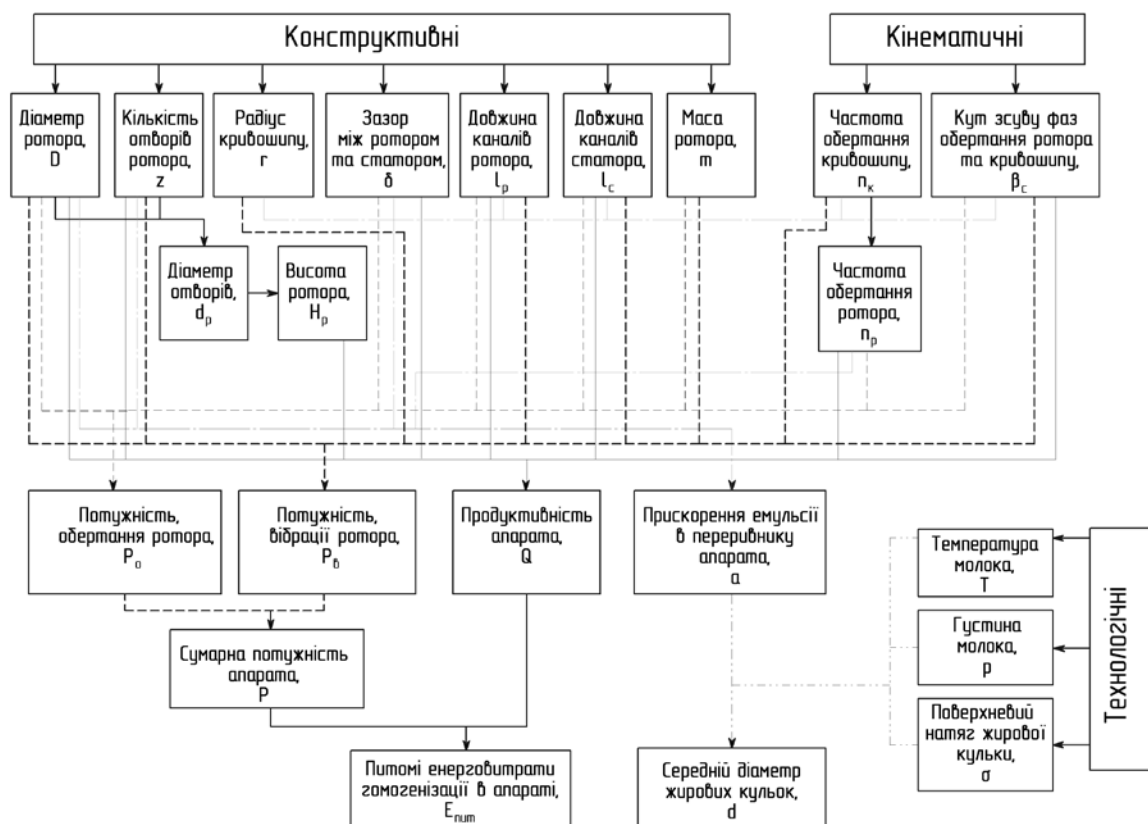 Конструктивні
Кінематичні
Діаметр
ротора,
D
Кількість
отворів
ротора,
z
Радіус
кривошипу,
r
Зазор
між ротором
та статором,
δ
Довжина
каналів
ротора,
lр
Довжина
каналів
статора,
lс
Маса
ротора,
m
Частота
обертання
кривошипу,
nк
Кут зсуву фаз
обертання ротора
та кривошипу,
βс
Діаметр
отворів,
dр
Висота
ротора,
Hр
Частота
обертання
ротора,
nр
Потужність,
обертання ротора,
Pо
Потужність,
вібрації ротора,
Pв
Продуктивність
апарата,
Q
Прискорення емульсії
в переривнику
апарата,
a
Температура
молока,
T
Густина
молока,
ρ
Поверхневий
натяг жирової
кульки,
σ
Технологічні
Сумарна потужність
апарата,
P
Питомі енерговитрати
гомогенізації в апараті,
Eпит
Середній діаметр
жирових кульок,
d